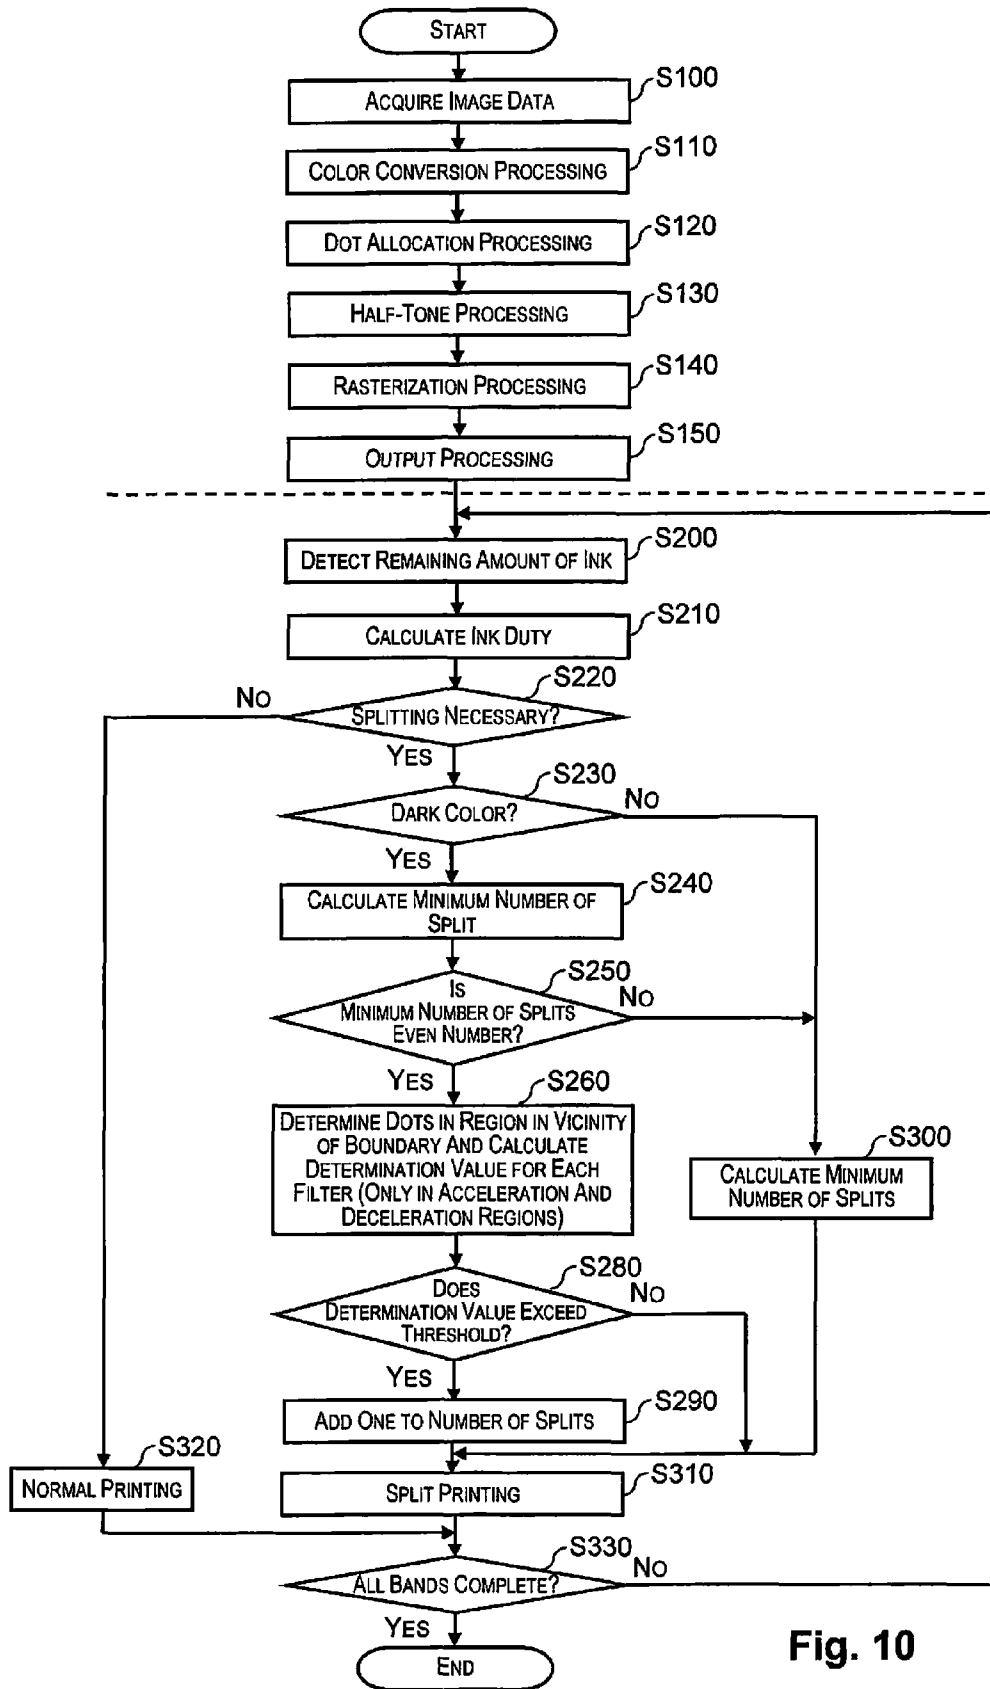 START
S100
ACQUIRE IMAGE DATA
S110
COLOR CONVERSION PROCESSING
S120
DOT ALLOCATION PROCESSING
S130
HALF-TONE PROCESSING
S140
RASTERIZATION PROCESSING
S150
OUTPUT PROCESSING
S200
DETECT REMAINING AMOUNT OF INK
S210
CALCULATE INK DUTY
S220
NO
SPLITTING NECESSARY?
YES
S230
NO
DARK COLOR?
YES
S240
CALCULATE MINIMUM NUMBER OF
SPLIT
S250
IS
NO
MINIMUM NUMBER OF SPLITS
EVEN NUMBER?
YES
S260
DETERMINE DOTS IN REGION IN VICINITY
OF BOUNDARY AND CALCULATE
DETERMINATION VALUE FOR EACH
FILTER (ONLY IN ACCELERATION AND
DECELERATION REGIONS)
S300
CALCULATE MINIMUM
NUMBER OF SPLITS
S280
DOES
NO
DETERMINATION VALUE EXCEED
THRESHOLD?
YES
S290
ADD ONE TO NUMBER OF SPLITS
S320
NORMAL PRINTING
S310
SPLIT PRINTING
S330
NO
ALL BANDS COMPLETE?
YES
END
Fig. 10